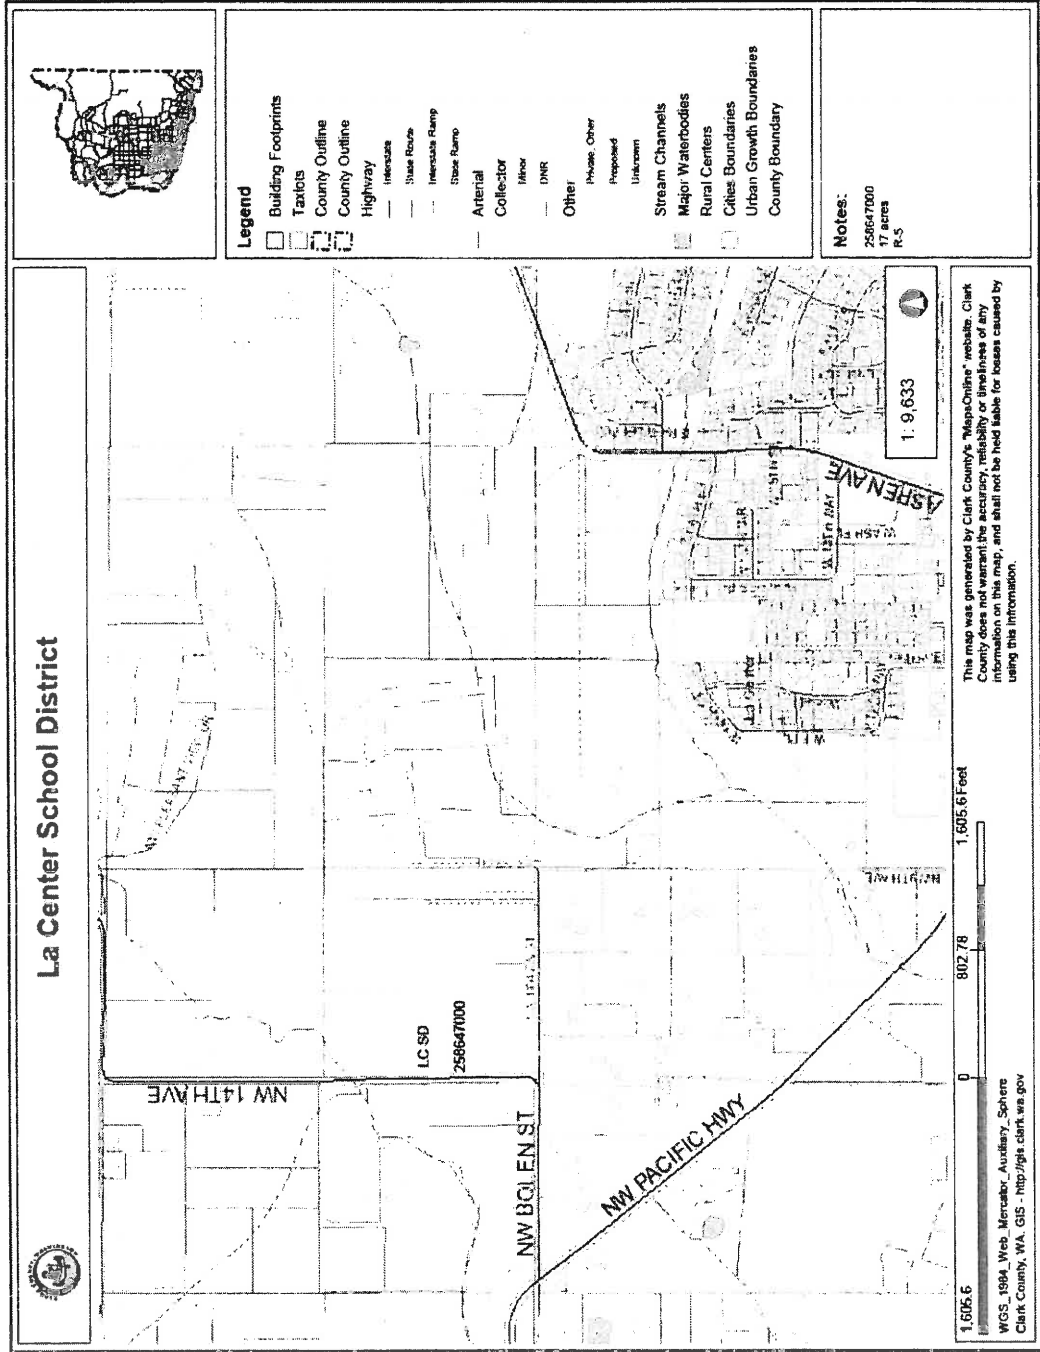 La Center School District
Legend
Building Footprints
Taxlots
County Outline
County Outline
Highway
Interstate
State Route
Interstate Ramp
State Ramp
Arterial
Collector
Minor
DNR
Other
Private, Other
Proposed
Unknown
Stream Channels
Major Waterbodies
Rural Centers
Cities Boundaries
Urban Growth Boundaries
County Boundary
Notes:
258647000
17 acres
R-5
NW 14TH AVE
LC SD
258647000
NW BOLEN ST
NW PACIFIC HWY
NW 9TH AVE
ASPEN AVE
1: 9,633
1,605.6
0
802.78
1,605.6 Feet
WGS_1984_Web_Mercator_Auxiliary_Sphere
Clark County, WA. GIS - http://gis.clark.wa.gov
This map was generated by Clark County's "MapsOnline" website. Clark
County does not warrant the accuracy, reliability or timeliness of any
information on this map, and shall not be held liable for losses caused by
using this information.